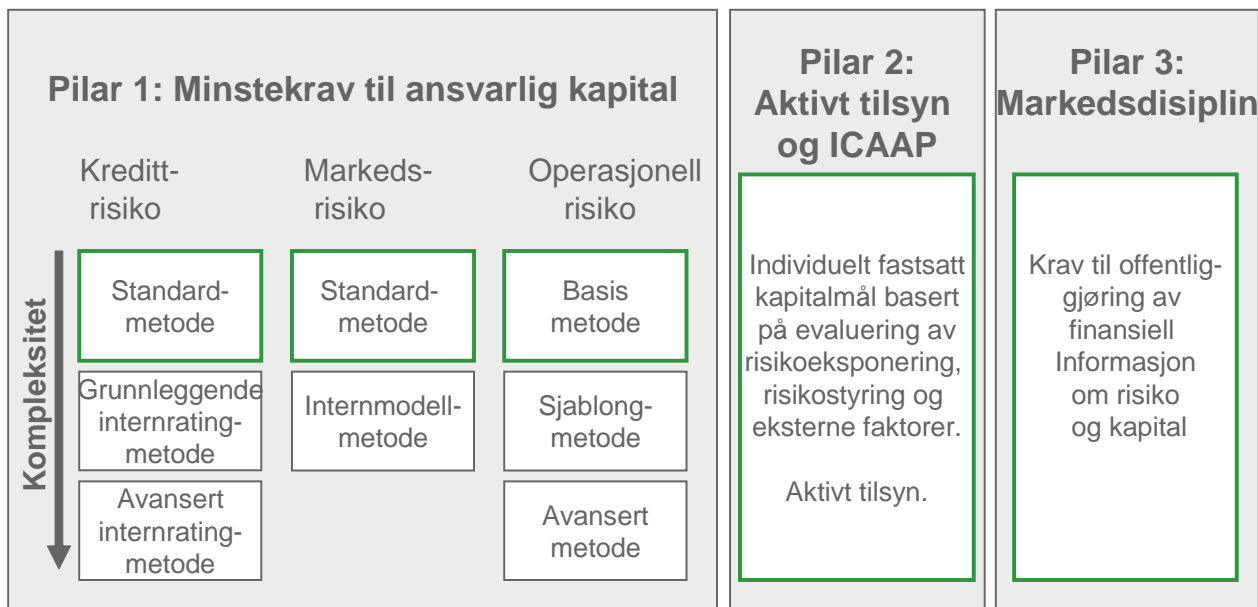 Pilar 1: Minstekrav til ansvarlig kapital
Kreditt-
risiko
Markeds-
risiko
Operasjonell
risiko
Kompleksitet
Standard-
metode
Standard-
metode
Basis
metode
Grunnleggende
internrating-
metode
Internmodell-
metode
Sjablong-
metode
Avansert
internrating-
metode
Avansert
metode
Pilar 2:
Aktivt tilsyn
og ICAAP
Individuelt fastsatt
kapitalmål basert
på evaluering av
risikoeksponering,
risikostyring og
eksterne faktorer.
Aktivt tilsyn.
Pilar 3:
Markedsdisiplin
Krav til offentlig-
gjøring av
finansiell
Informasjon
om risiko
og kapital